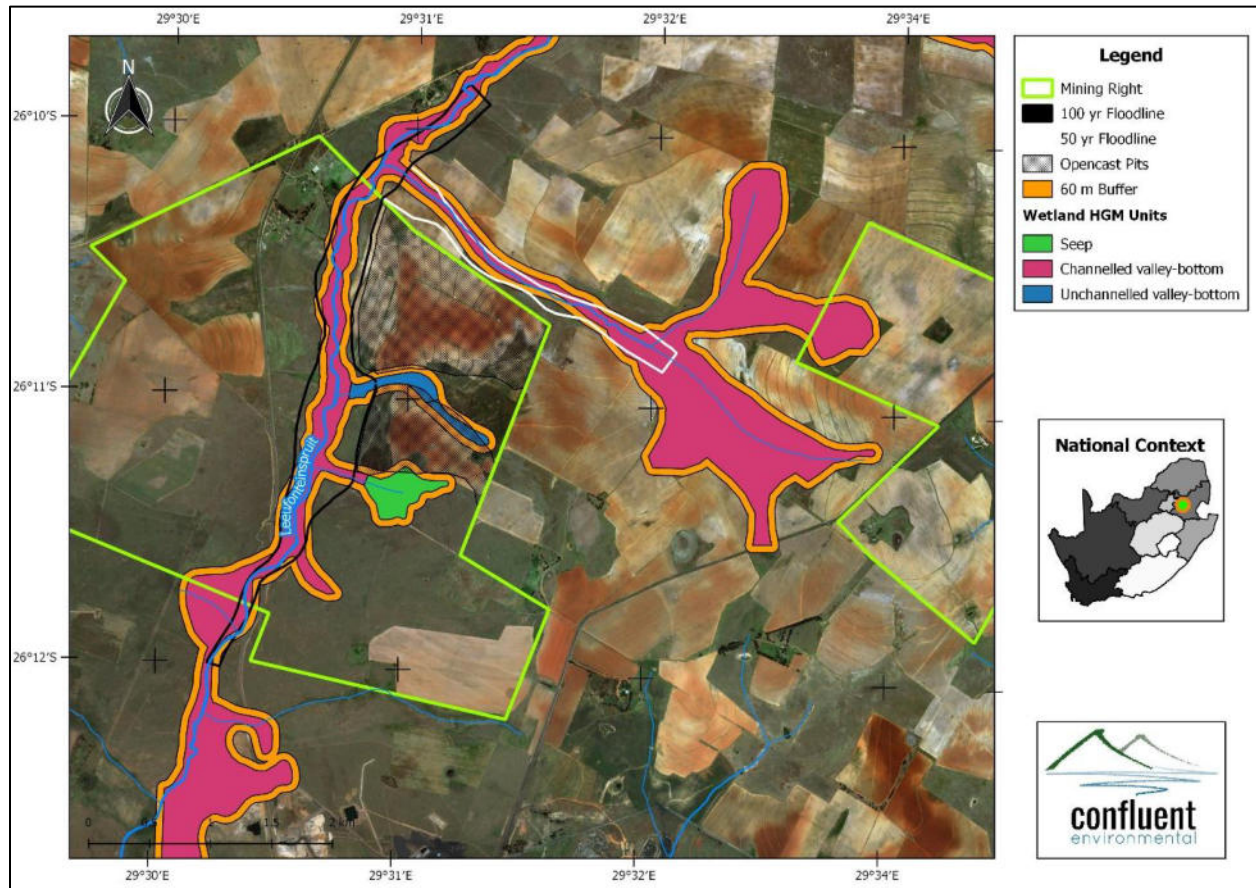 29°30'E 29°31'E 29°32'E 29°34'E
N
26°10'S
26°11'S
26°12'S
Leeufonteinspruit
1.5 2 km
29°30'E 29°31'E 29°32'E 29°34'E
Legend
Mining Right
100 yr Floodline
50 yr Floodline
Opencast Pits
60 m Buffer
Wetland HGM Units
Seep
Channelled valley-bottom
Unchannelled valley-bottom
National Context
confluent
environmental